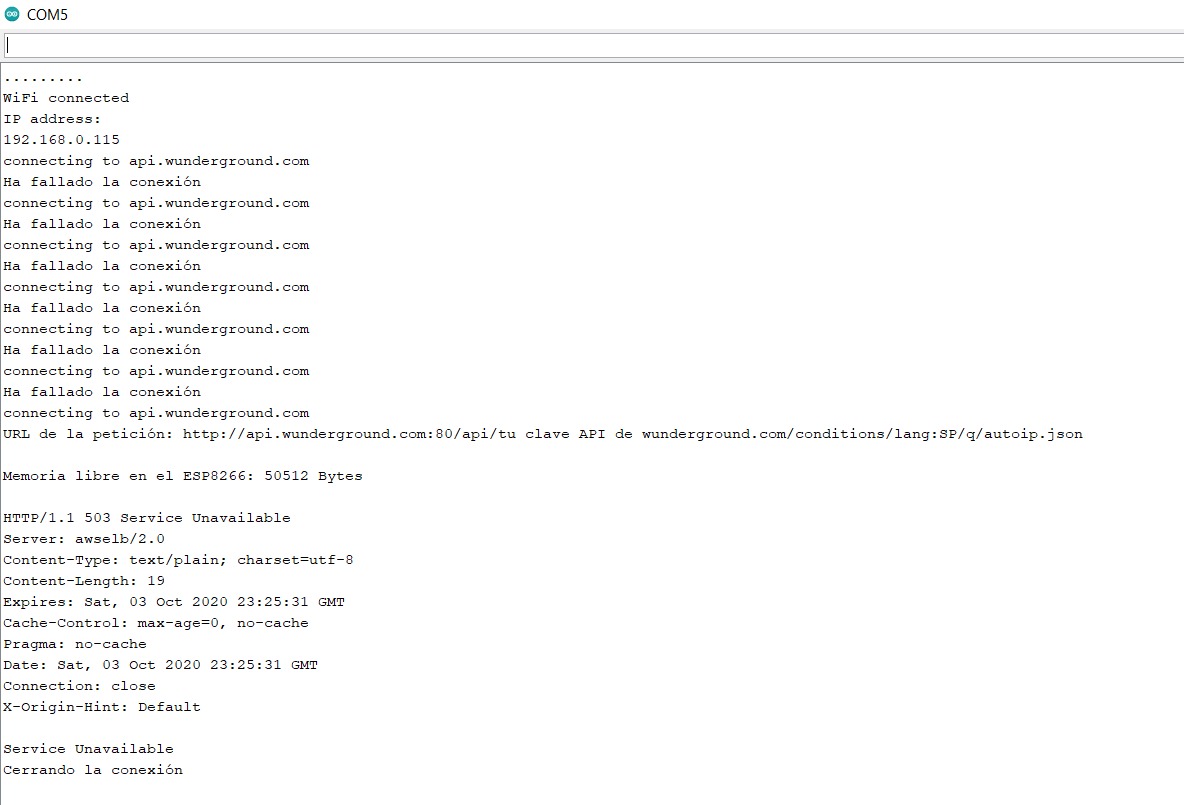 COM5
.........
WiFi connected
IP address:
192.168.0.115
connecting to api.wunderground.com
Ha fallado la conexión
connecting to api.wunderground.com
Ha fallado la conexión
connecting to api.wunderground.com
Ha fallado la conexión
connecting to api.wunderground.com
Ha fallado la conexión
connecting to api.wunderground.com
Ha fallado la conexión
connecting to api.wunderground.com
Ha fallado la conexión
connecting to api.wunderground.com
URL de la petición: http://api.wunderground.com:80/api/tu clave API de wunderground.com/conditions/lang:SP/q/autoip.json
Memoria libre en el ESP8266: 50512 Bytes
HTTP/1.1 503 Service Unavailable
Server: awselb/2.0
Content-Type: text/plain; charset=utf-8
Content-Length: 19
Expires: Sat, 03 Oct 2020 23:25:31 GMT
Cache-Control: max-age=0, no-cache
Pragma: no-cache
Date: Sat, 03 Oct 2020 23:25:31 GMT
Connection: close
X-Origin-Hint: Default
Service Unavailable
Cerrando la conexión